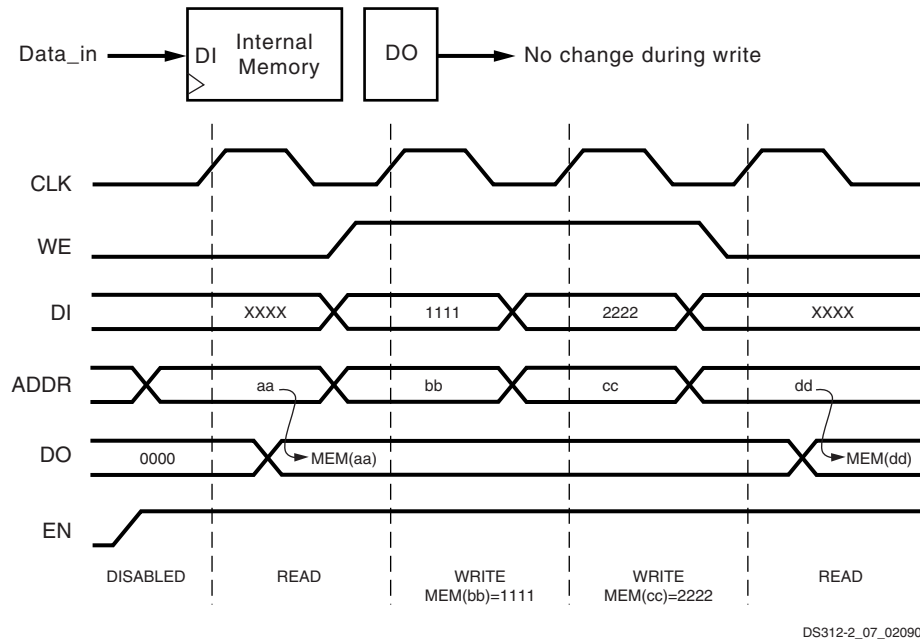 Data_in
DI
Internal
Memory
DO
No change during write
CLK
WE
DI
XXXX
1111
2222
XXXX
ADDR
aa
bb
cc
dd
DO
0000
MEM(aa)
MEM(dd)
EN
DISABLED
READ
WRITE
MEM(bb)=1111
WRITE
MEM(cc)=2222
READ
DS312-2_07_02090